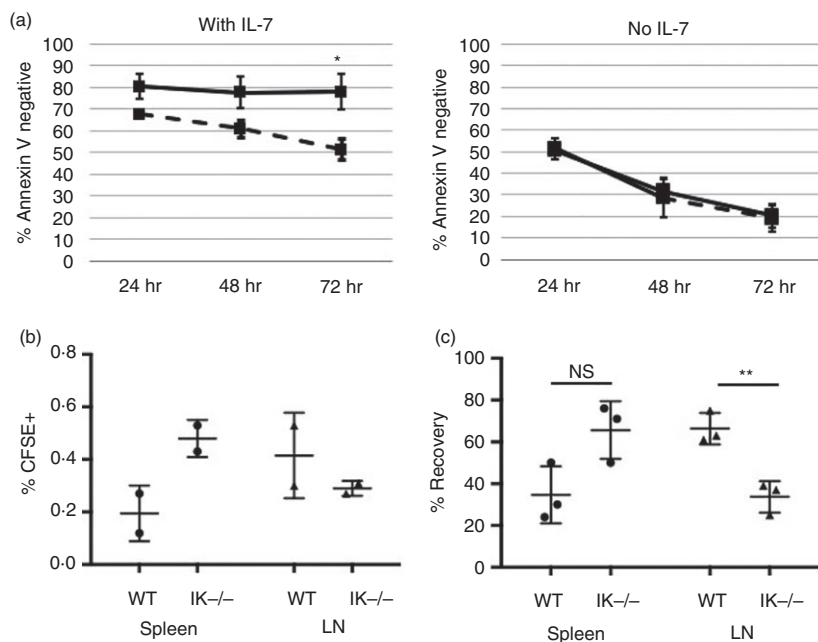 (a)
With IL-7
No IL-7
% Annexin V negative
100
90
80
70
60
50
40
30
20
10
0
*
24 hr 48 hr 72 hr
% Annexin V negative
100
90
80
70
60
50
40
30
20
10
0
24 hr 48 hr 72 hr
(b)
% CFSE+
0·8
0·6
0·4
0·2
0·0
WT IK–/– WT IK–/–
Spleen LN
(c)
% Recovery
100
80
60
40
20
0
NS
**
WT IK–/– WT IK–/–
Spleen LN